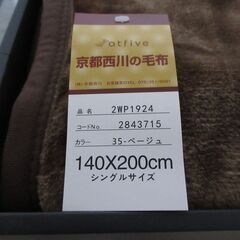 atfive
京都西川の毛布
品名 2WP1924
コードNo. 2843715
カラー 35-ベージュ
140X200cm
シングルサイズ